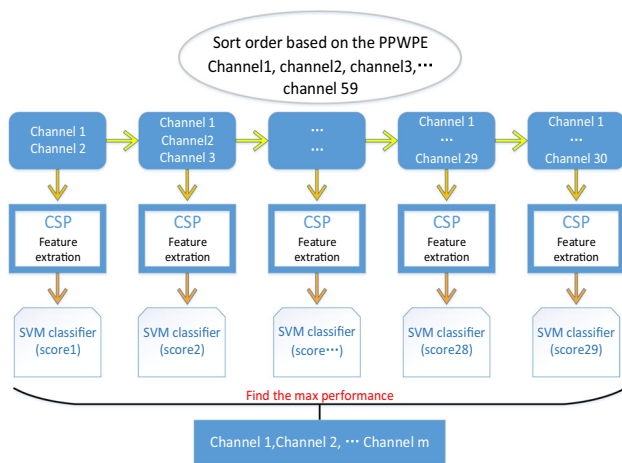 Sort order based on the PPWPE
Channel1, channel2, channel3,···
channel 59
Channel 1
Channel 2
Channel 1
Channel2
Channel 3
···
···
Channel 1
···
Channel 29
Channel 1
···
Channel 30
CSP
Feature
extration
CSP
Feature
extration
CSP
Feature
extration
CSP
Feature
extration
CSP
Feature
extration
SVM classifier
(score1)
SVM classifier
(score2)
SVM classifier
(score···)
SVM classifier
(score28)
SVM classifier
(score29)
Find the max performance
Channel 1,Channel 2, ··· Channel m